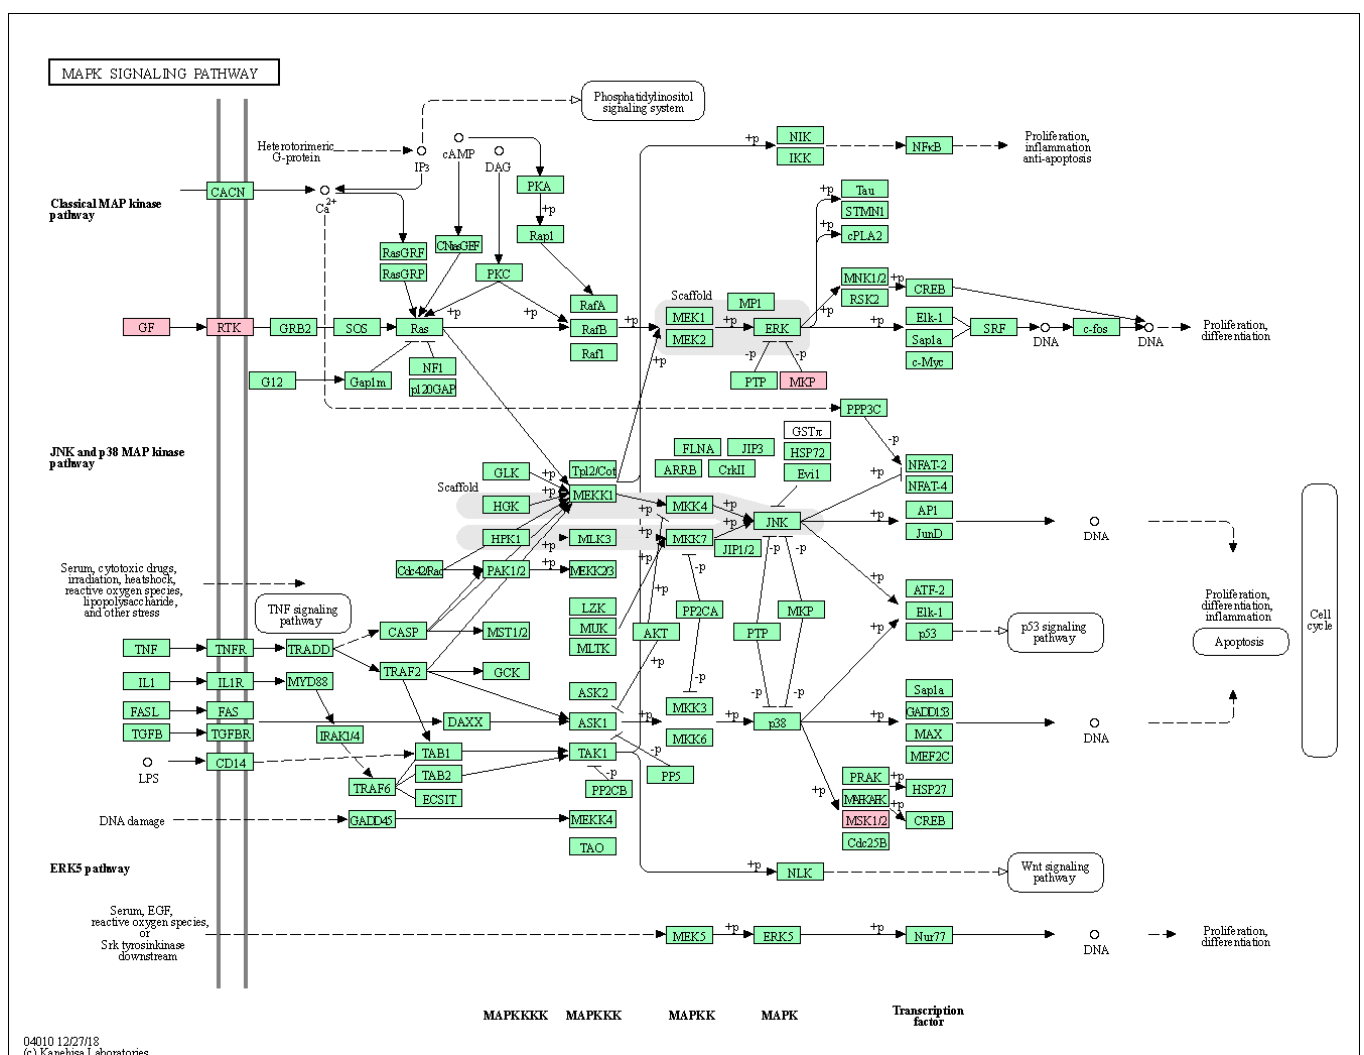 MAPK SIGNALING PATHWAY
Phosphatidylinositol
signaling system
Heterotorimeric
G-protein
IP3
cAMP
DAG
+p
NIK
IKK
NFκB
Proliferation,
inflammation
anti-apoptosis
CACN
Ca2+
PKA
+p
Rap1
Classical MAP kinase
pathway
RasGRF
RasGRP
CNrasGEF
PKC
+p
Tau
STMN1
+p
cPLA2
Scaffold
MP1
+p
MNK1/2
RSK2
+p
CREB
GF
RTK
GRB2
SOS
Ras
+p
+p
RafA
RafB
Raf1
+p
MEK1
MEK2
+p
ERK
+p
Elk-1
Sap1a
c-Myc
SRF
DNA
c-fos
DNA
Proliferation,
differentiation
G12
Gap1m
NF1
p120GAP
+p
-p
-p
PTP
MKP
PPP3C
-p
JNK and p38 MAP kinase
pathway
FLNA
JIP3
ARRB
CrkII
GSTπ
HSP72
Evi1
NFAT-2
NFAT-4
Scaffold
GLK
HGK
HPK1
+p
+p
+p
+p
Tpl2/Cot
MEKK1
MLK3
MEKK2/3
+p
+p
+p
MKK4
MKK7
+p
+p
JNK
JIP1/2
+p
AP1
JunD
DNA
Cdc42/Rac
PAK1/2
Serum, cytotoxic drugs,
irradiation, heatshock,
reactive oxygen species,
lipopolysaccharide,
and other stress
TNF signaling
pathway
LZK
MUK
MLTK
-p
PP2CA
AKT
+p
-p
-p
-p
PTP
MKP
-p
-p
+p
ATF-2
Elk-1
p53
+p
p53 signaling
pathway
Proliferation,
differentiation,
inflammation
Apoptosis
Cell
cycle
TNF
TNFR
TRADD
CASP
MST1/2
IL1
IL1R
MYD88
TRAF2
GCK
FASL
FAS
DAXX
ASK2
ASK1
+p
MKK3
MKK6
+p
p38
+p
Sap1a
GADD153
MAX
MEF2C
DNA
TGFB
TGFBR
IRAK1/4
LPS
CD14
TAB1
TAB2
ECSIT
TRAF6
TAK1
-p
-p
PP2CB
PP5
+p
PRAK
MAPKAPK
MSK1/2
Cdc25B
+p
+p
HSP27
CREB
DNA damage
GADD45
MEKK4
TAO
ERK5 pathway
+p
NLK
Wnt signaling
pathway
Serum, EGF,
reactive oxygen species,
or
Srk tyrosinkinase
downstream
MEK5
+p
ERK5
+p
Nur77
DNA
Proliferation,
differentiation
MAPKKKK
MAPKKK
MAPKK
MAPK
Transcription
factor
04010 12/27/18
(c) Kanehisa Laboratories